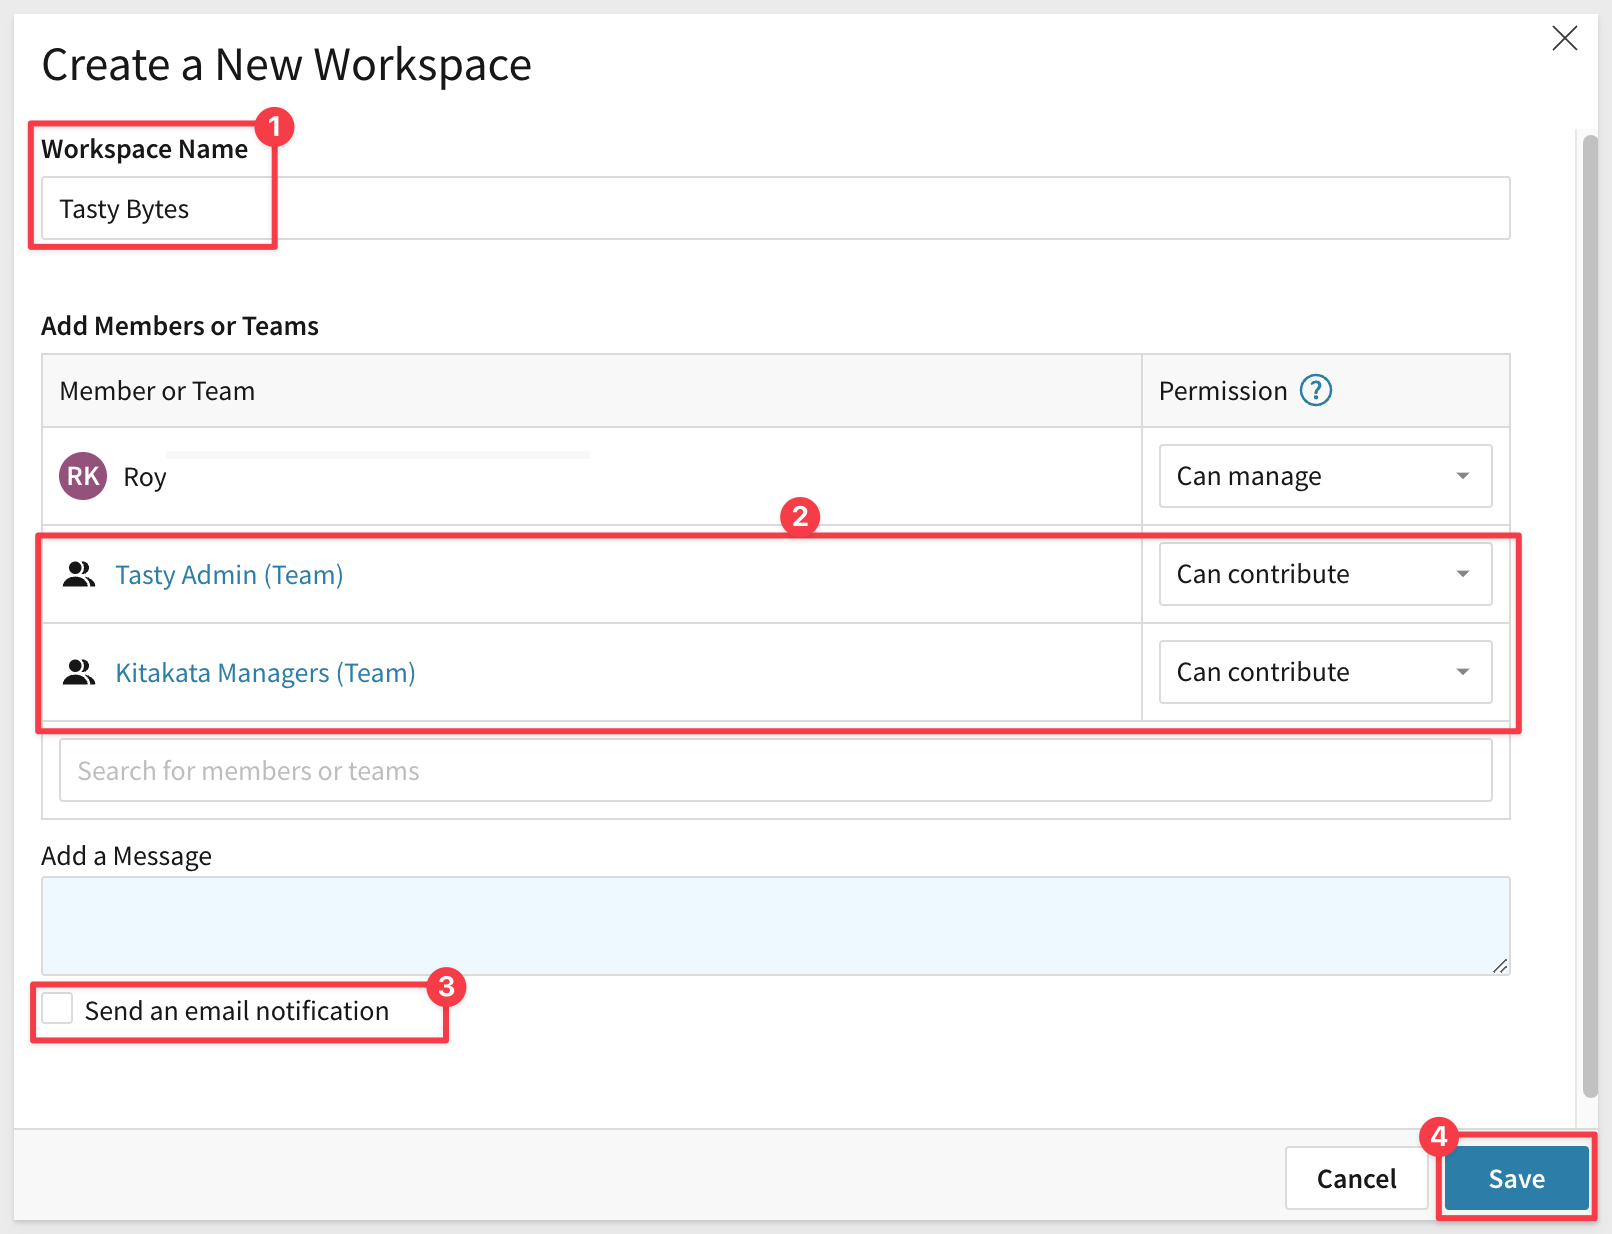 Create a New Workspace
1
Workspace Name
Tasty Bytes
Add Members or Teams
Member or Team Permission ?
RK Roy Can manage
2
Tasty Admin (Team) Can contribute
Kitakata Managers (Team) Can contribute
Search for members or teams
Add a Message
3
Send an email notification
4
Cancel Save